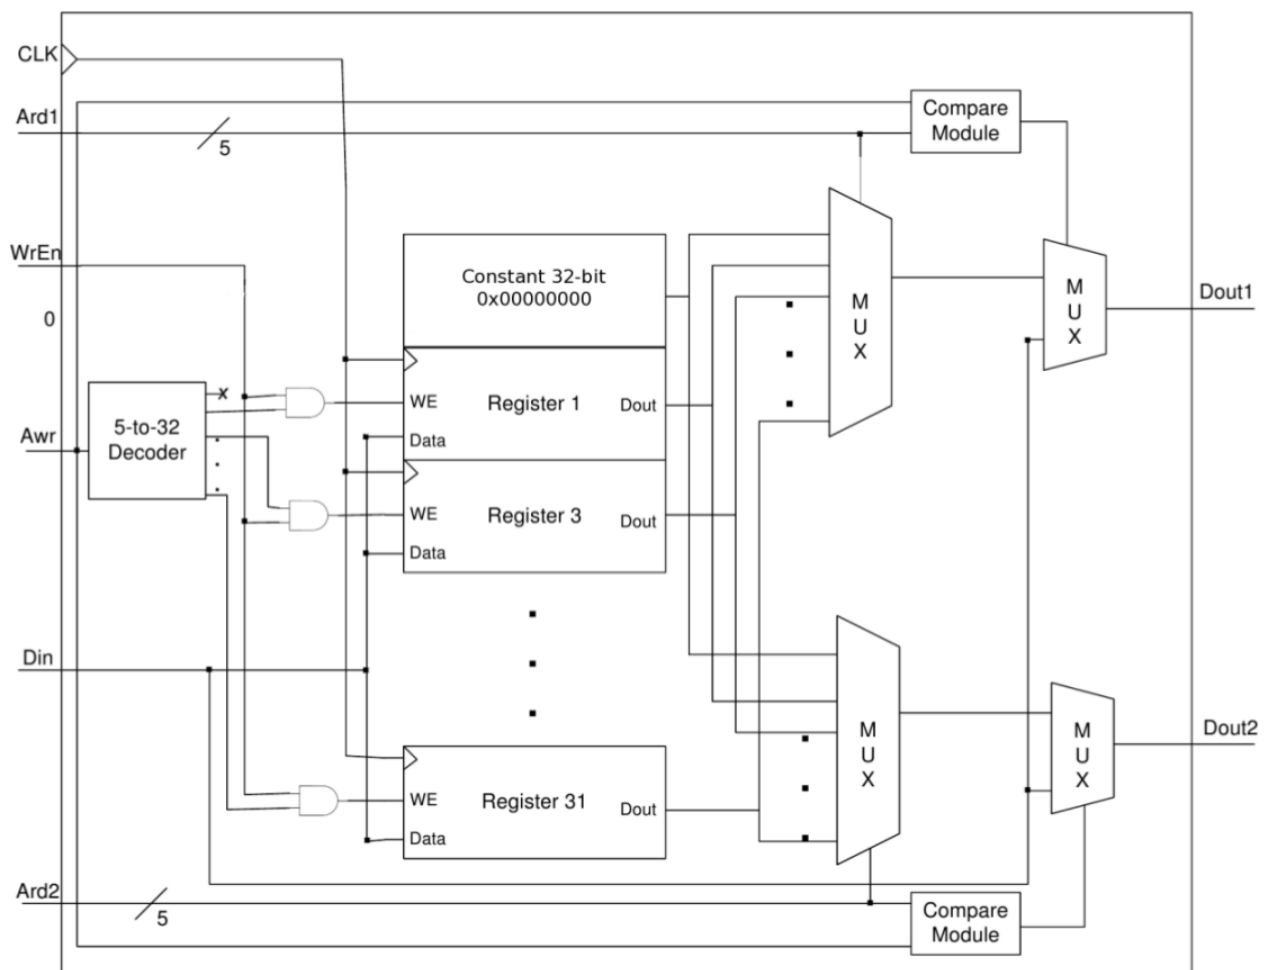 CLK
Ard1
5
Compare
Module
WrEn
0
Constant 32-bit
0x00000000
M
U
X
M
U
X
Dout1
x
5-to-32
Decoder
Awr
WE
Register 1
Dout
Data
WE
Register 3
Dout
Data
Din
M
U
X
M
U
X
Dout2
WE
Register 31
Dout
Data
Ard2
5
Compare
Module